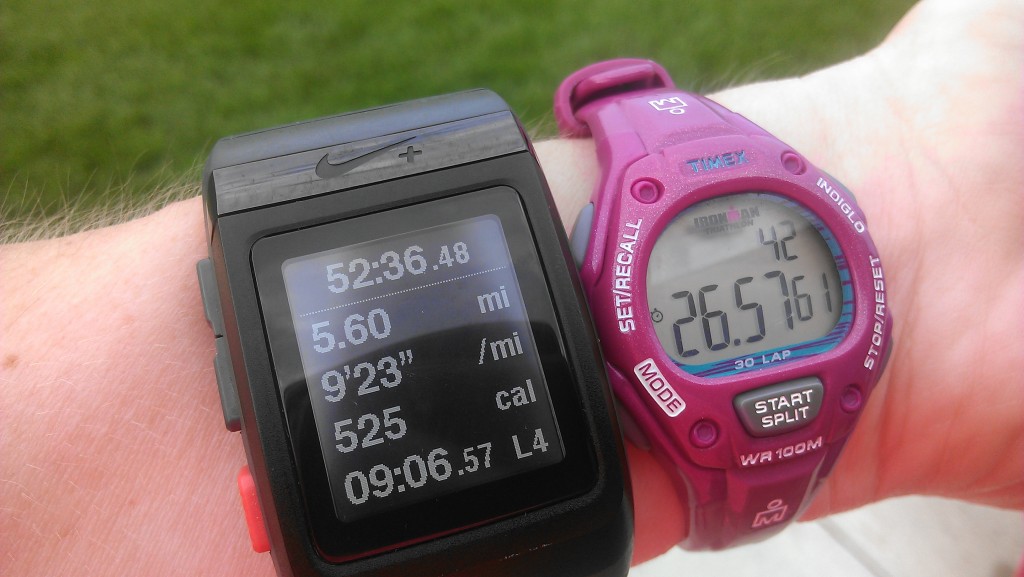 52:36.48
5.60 mi
9'23" /mi
525 cal
09:06.57 L4
TIMEX
INDIGLO
SET/RECALL
IRONMAN
TRIATHLON
42
26.57 61
STOP/RESET
30 LAP
MODE
START
SPLIT
WR 100M